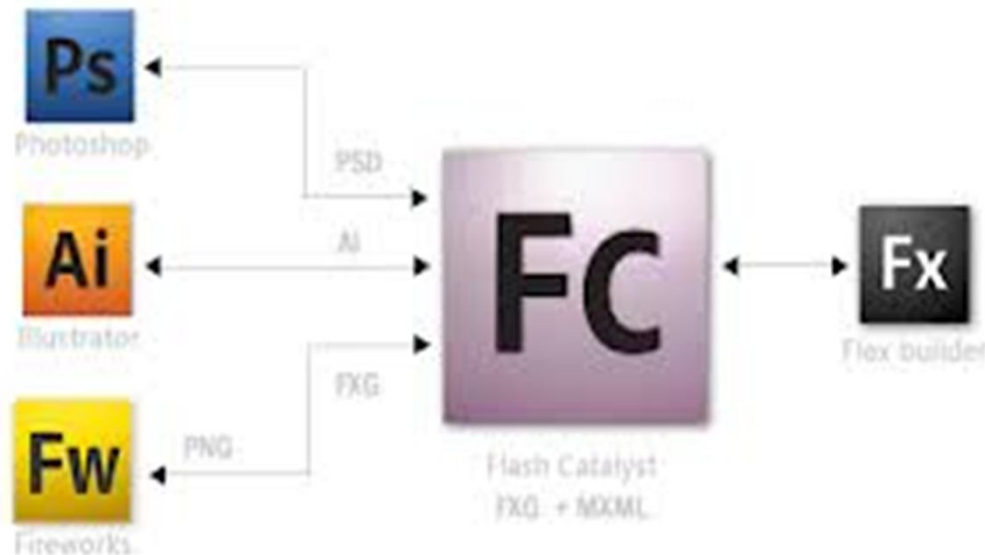 Ps
Photoshop
PSD
Ai
Illustrator
AI
Fw
Fireworks
PNG
FXG
Fc
Flash Catalyst
FXG + MXML
Fx
Flex builder